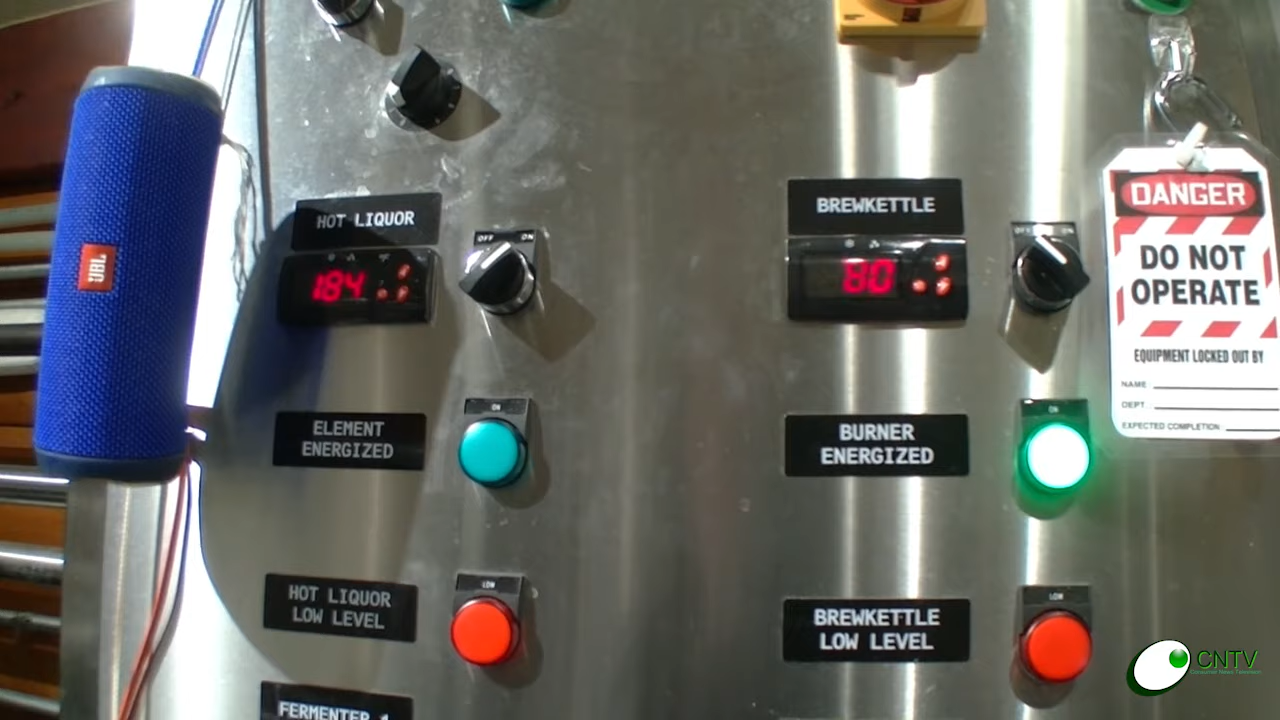 HOT LIQUOR
OFF ON
184
BREWKETTLE
80
DANGER
DO NOT
OPERATE
EQUIPMENT LOCKED OUT BY
NAME
DEPT.
EXPECTED COMPLETION
JBL
ELEMENT
ENERGIZED
ON
BURNER
ENERGIZED
ON
HOT LIQUOR
LOW LEVEL
LOW
BREWKETTLE
LOW LEVEL
LOW
FERMENTER 1
CNTV